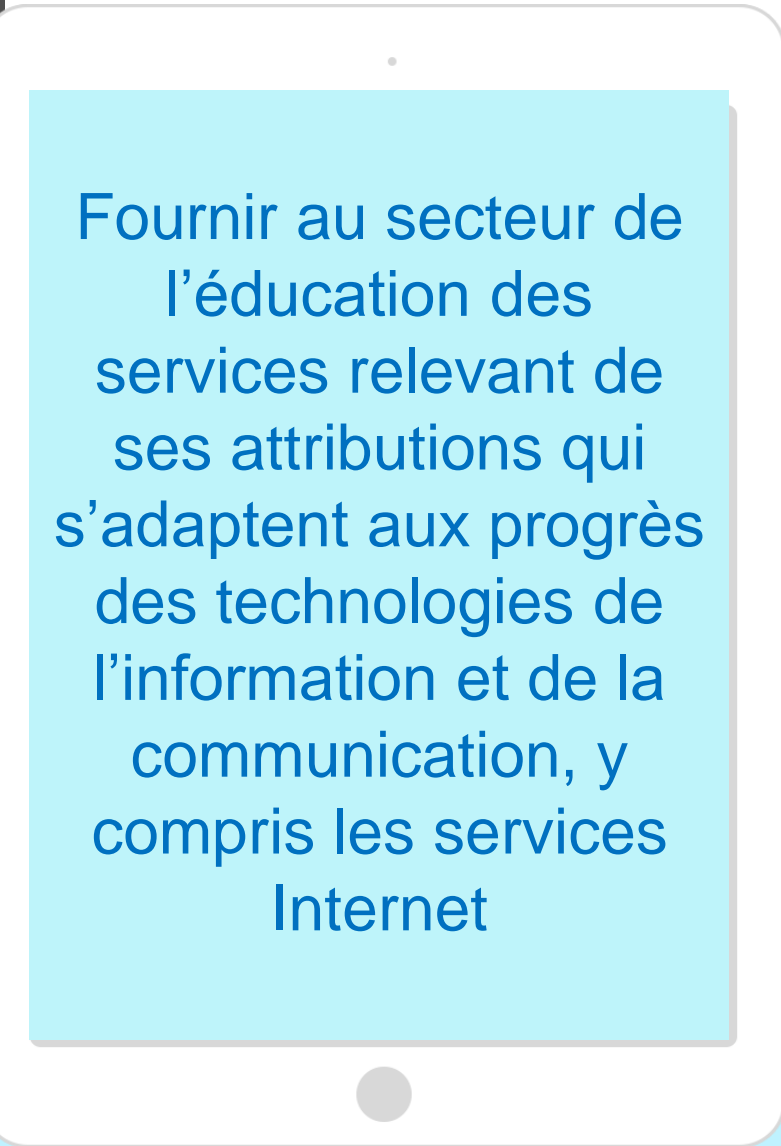 Fournir au secteur de
l’éducation des
services relevant de
ses attributions qui
s’adaptent aux progrès
des technologies de
l’information et de la
communication, y
compris les services
Internet